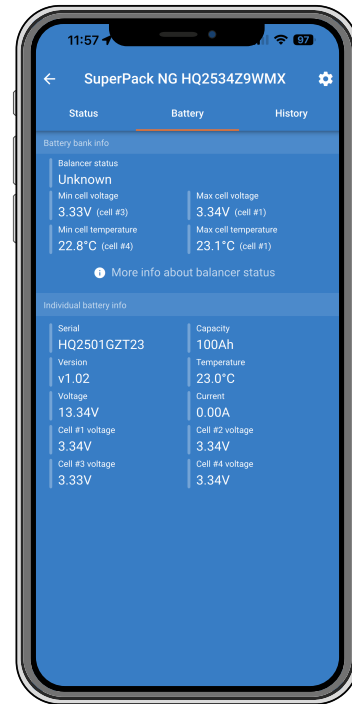 11:57
97
SuperPack NG HQ2534Z9WMX
Status Battery History
Battery bank info
Balancer status
Unknown
Min cell voltage Max cell voltage
3.33V (cell #3) 3.34V (cell #1)
Min cell temperature Max cell temperature
22.8°C (cell #4) 23.1°C (cell #1)
More info about balancer status
Individual battery info
Serial Capacity
HQ2501GZT23 100Ah
Version Temperature
v1.02 23.0°C
Voltage Current
13.34V 0.00A
Cell #1 voltage Cell #2 voltage
3.34V 3.34V
Cell #3 voltage Cell #4 voltage
3.33V 3.34V